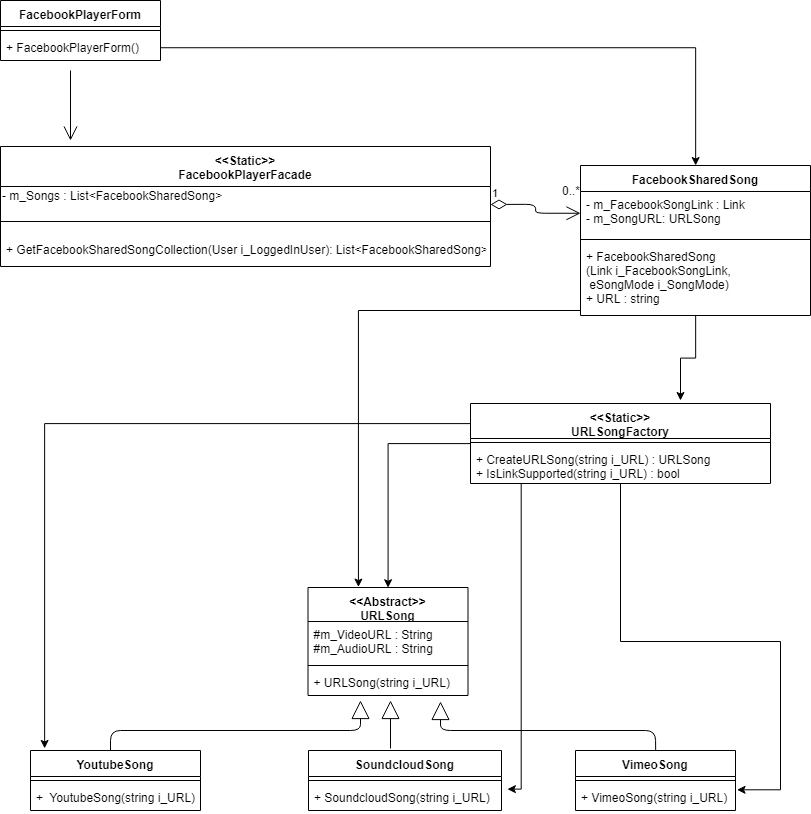 FacebookPlayerForm
+ FacebookPlayerForm()
<<Static>>
FacebookPlayerFacade
- m_Songs : List<FacebookSharedSong>
+ GetFacebookSharedSongCollection(User i_LoggedInUser): List<FacebookSharedSong>
1
0..*
FacebookSharedSong
- m_FacebookSongLink : Link
- m_SongURL: URLSong
+ FacebookSharedSong
(Link i_FacebookSongLink,
eSongMode i_SongMode)
+ URL : string
<<Static>>
URLSongFactory
+ CreateURLSong(string i_URL) : URLSong
+ IsLinkSupported(string i_URL) : bool
<<Abstract>>
URLSong
#m_VideoURL : String
#m_AudioURL : String
+ URLSong(string i_URL)
YoutubeSong
+ YoutubeSong(string i_URL)
SoundcloudSong
+ SoundcloudSong(string i_URL)
VimeoSong
+ VimeoSong(string i_URL)